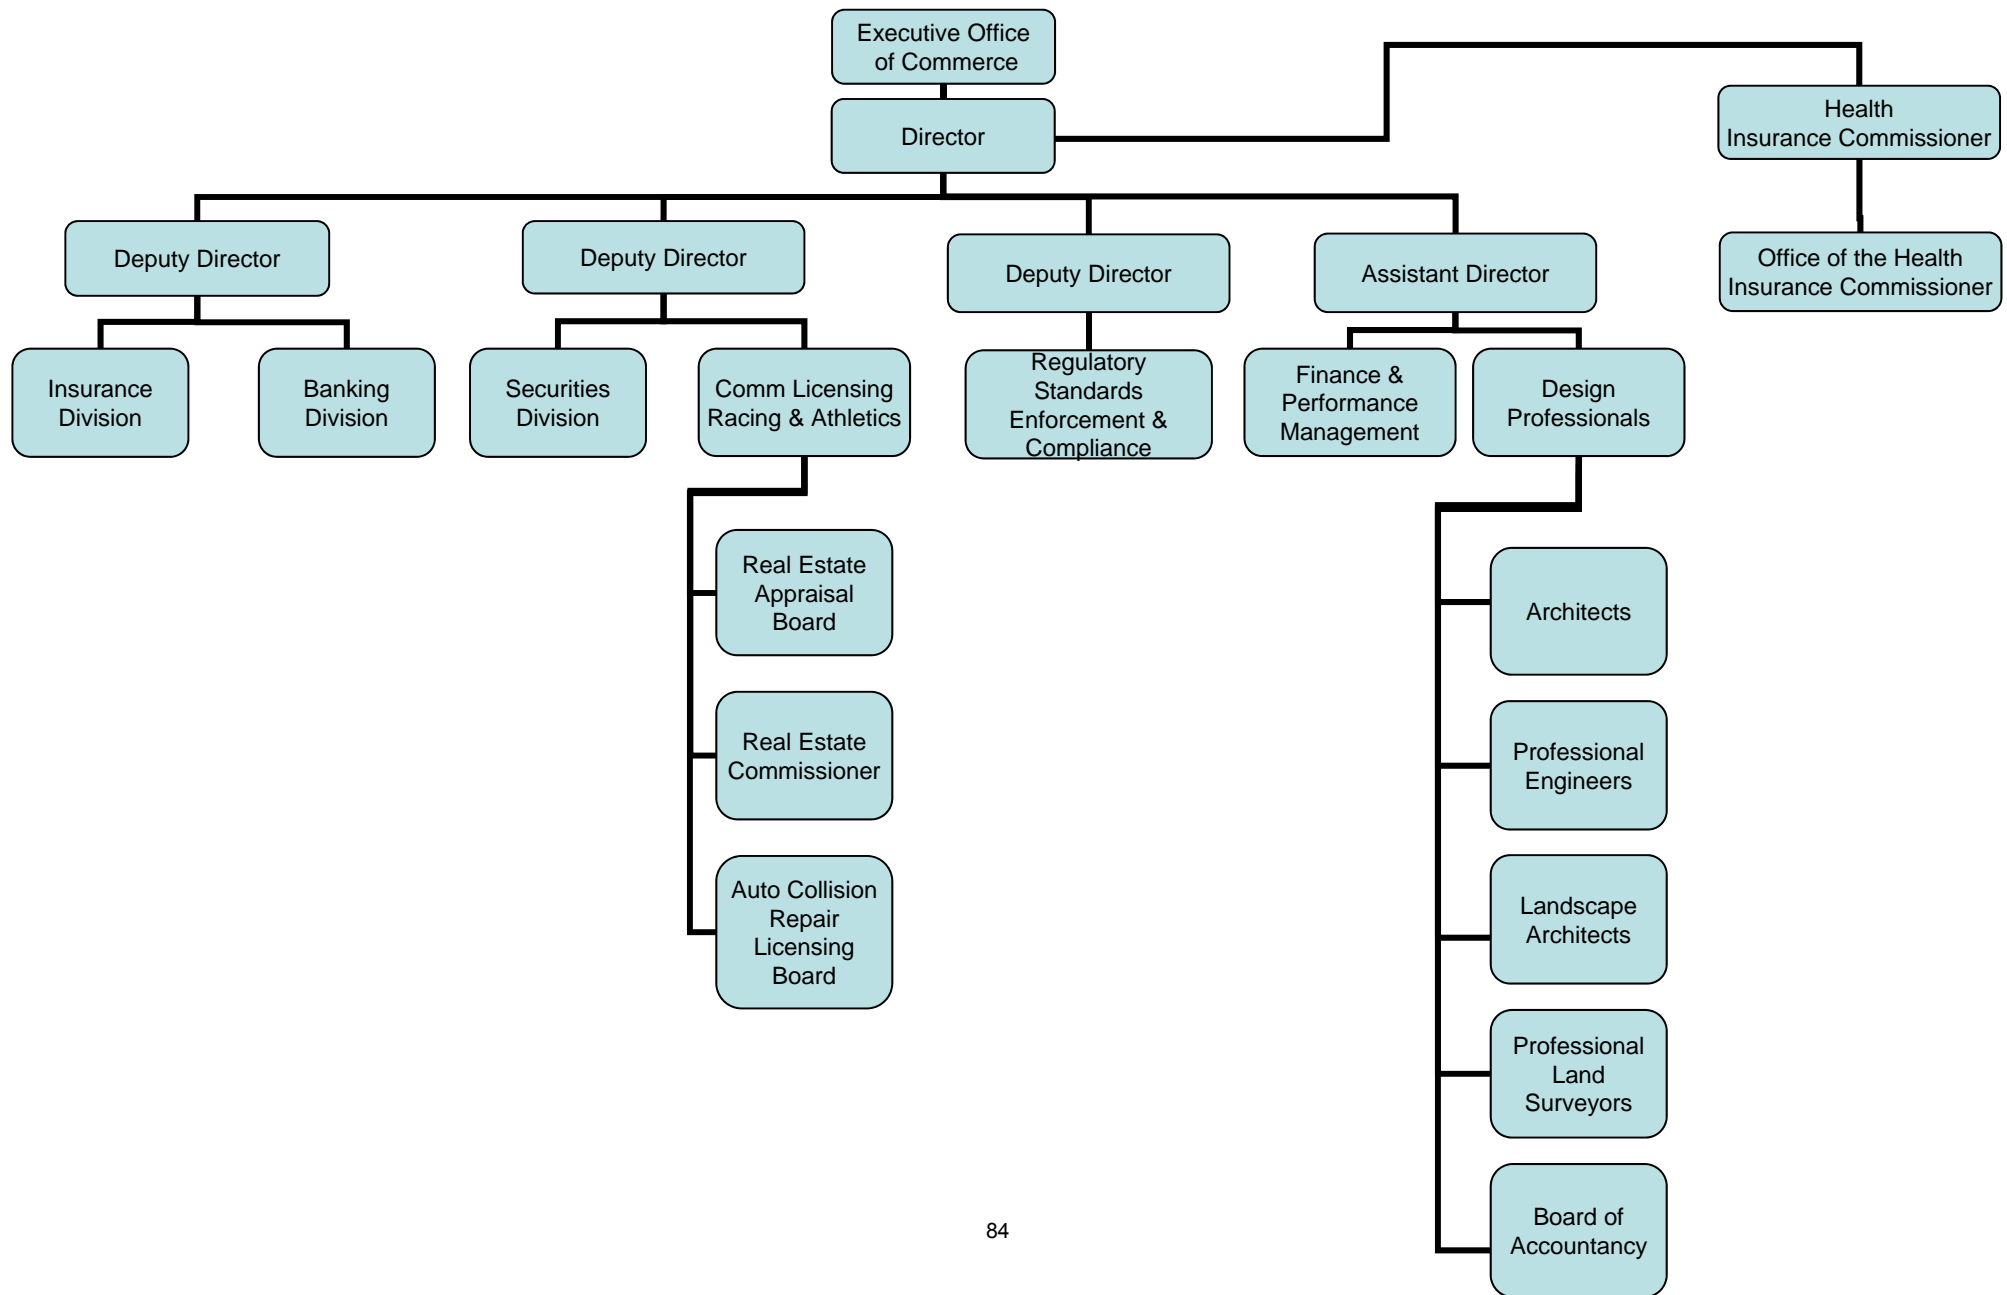 Executive Office
of Commerce
Director
Health
Insurance Commissioner
Office of the Health
Insurance Commissioner
Deputy Director
Deputy Director
Deputy Director
Assistant Director
Insurance
Division
Banking
Division
Securities
Division
Comm Licensing
Racing & Athletics
Regulatory
Standards
Enforcement &
Compliance
Finance &
Performance
Management
Design
Professionals
Real Estate
Appraisal
Board
Real Estate
Commissioner
Auto Collision
Repair
Licensing
Board
Architects
Professional
Engineers
Landscape
Architects
Professional
Land
Surveyors
Board of
Accountancy
84